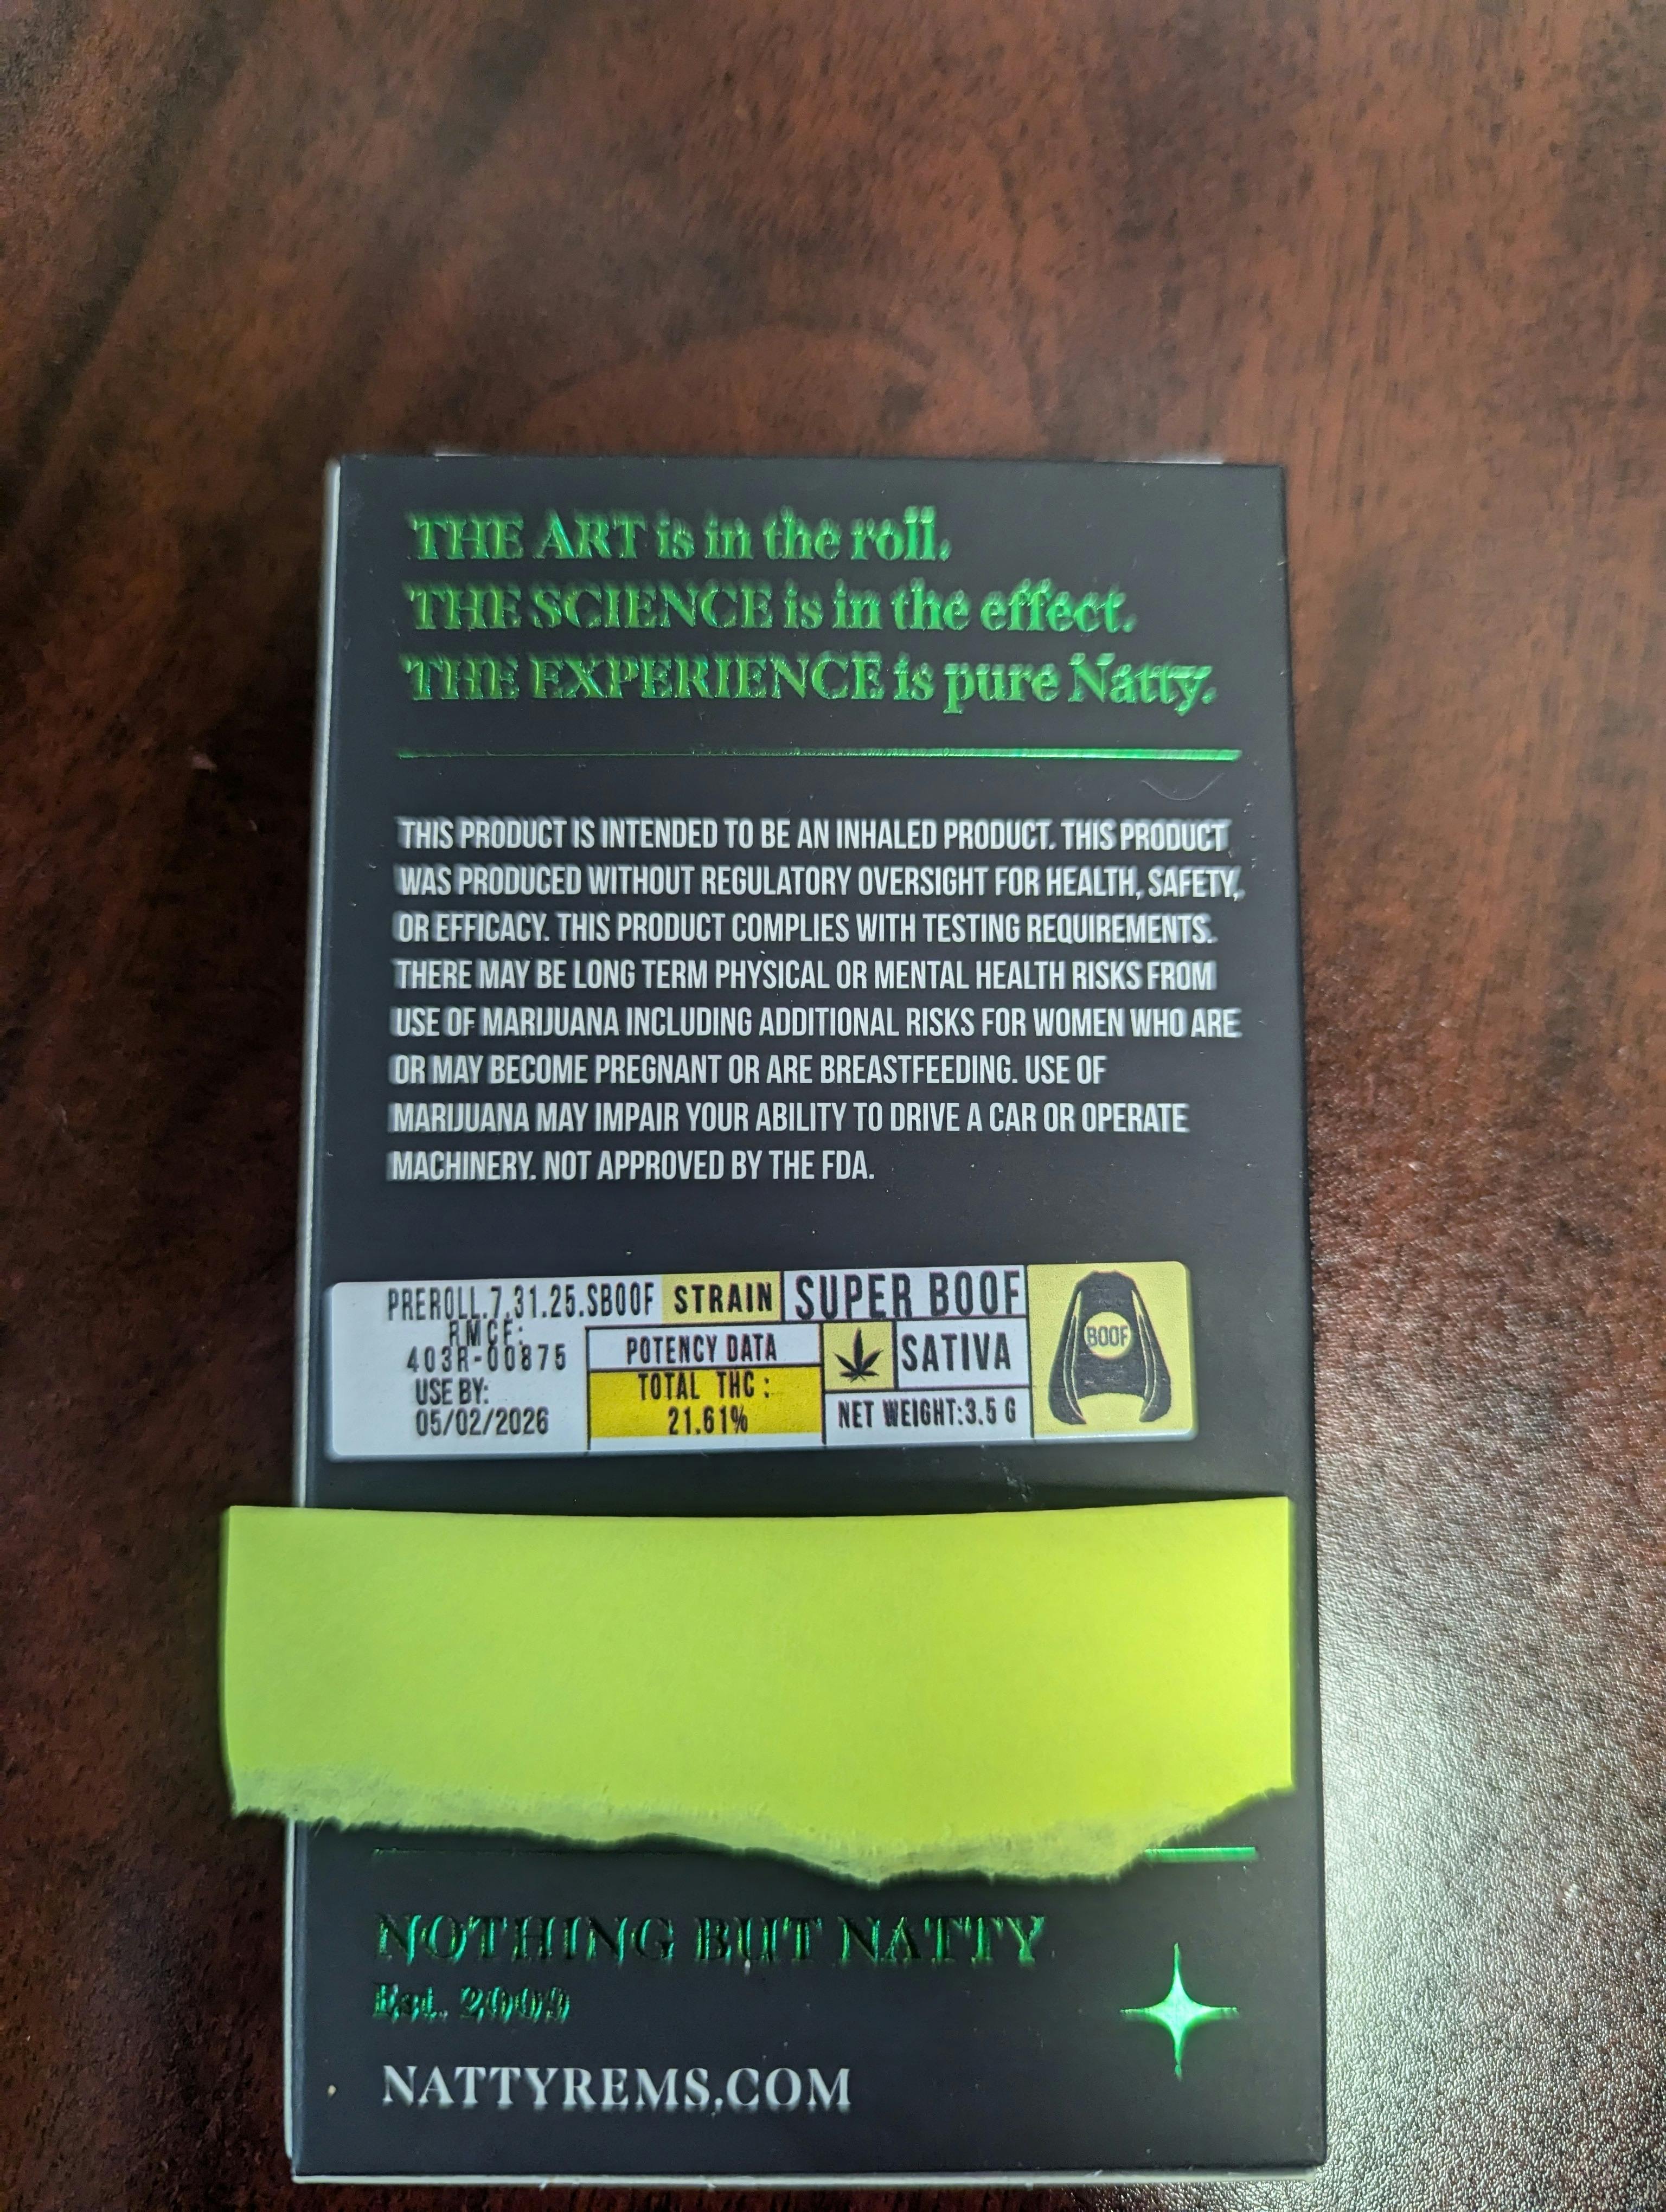 THE ART is in the roll.
THE SCIENCE is in the effect.
THE EXPERIENCE is pure Natty.
THIS PRODUCT IS INTENDED TO BE AN INHALED PRODUCT. THIS PRODUCT
WAS PRODUCED WITHOUT REGULATORY OVERSIGHT FOR HEALTH, SAFETY,
OR EFFICACY. THIS PRODUCT COMPLIES WITH TESTING REQUIREMENTS.
THERE MAY BE LONG TERM PHYSICAL OR MENTAL HEALTH RISKS FROM
USE OF MARIJUANA INCLUDING ADDITIONAL RISKS FOR WOMEN WHO ARE
OR MAY BECOME PREGNANT OR ARE BREASTFEEDING. USE OF
MARIJUANA MAY IMPAIR YOUR ABILITY TO DRIVE A CAR OR OPERATE
MACHINERY. NOT APPROVED BY THE FDA.
PREROLL.7.31.25.SBOOF
RMCF:
403R-00875
USE BY:
05/02/2026
STRAIN
SUPER BOOF
POTENCY DATA
TOTAL THC:
21.61%
SATIVA
NET WEIGHT:3.5 G
BOOF
NOTHING BUT NATTY
Est. 2009
NATTYREMS.COM